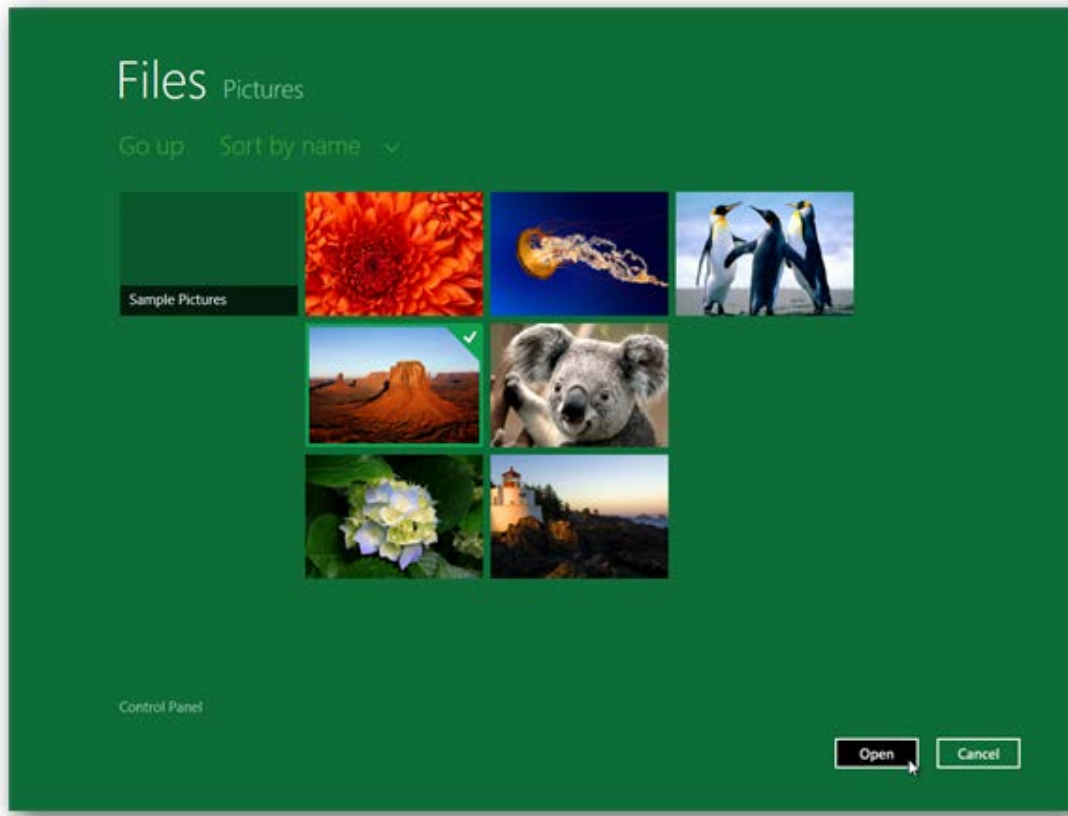 Files Pictures
Go up Sort by name
Sample Pictures
Control Panel
Open Cancel